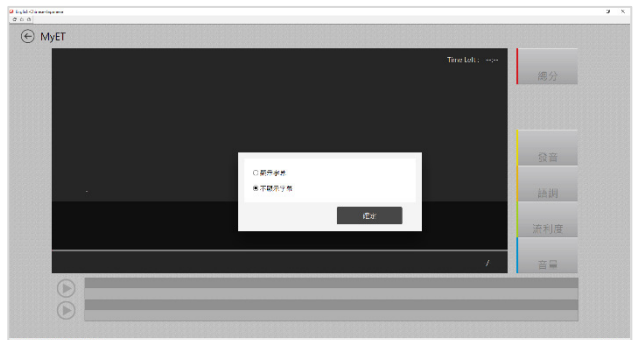 MyET
Time Left : --:--
總分
顯示字幕
不顯示字幕
確定
發音
語調
流利度
音量
/